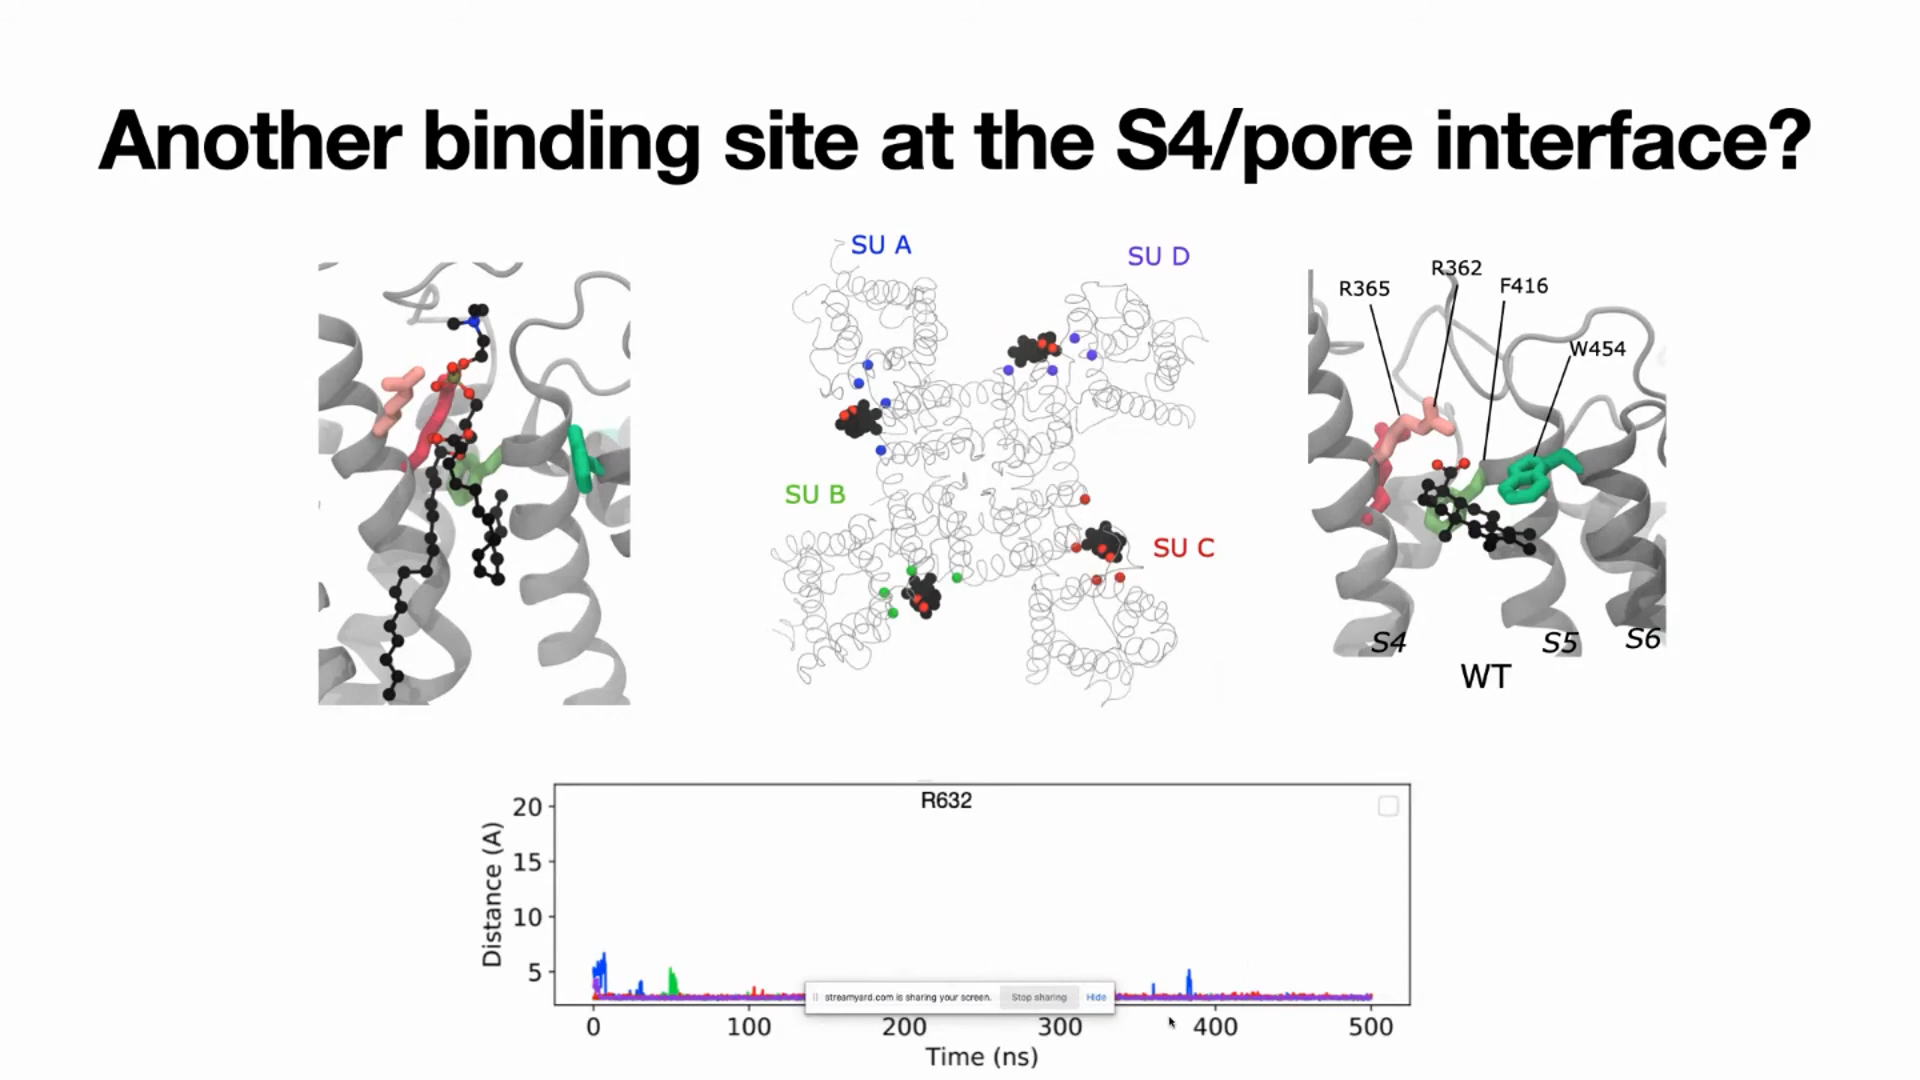 Another binding site at the S4/pore interface?
SU A
SU D
SU B
SU C
R365
R362
F416
W454
S4
S5
S6
WT
R632
Distance (A)
20
15
10
5
streamyard.com is sharing your screen. Stop sharing Hide
0 100 200 300 400 500
Time (ns)